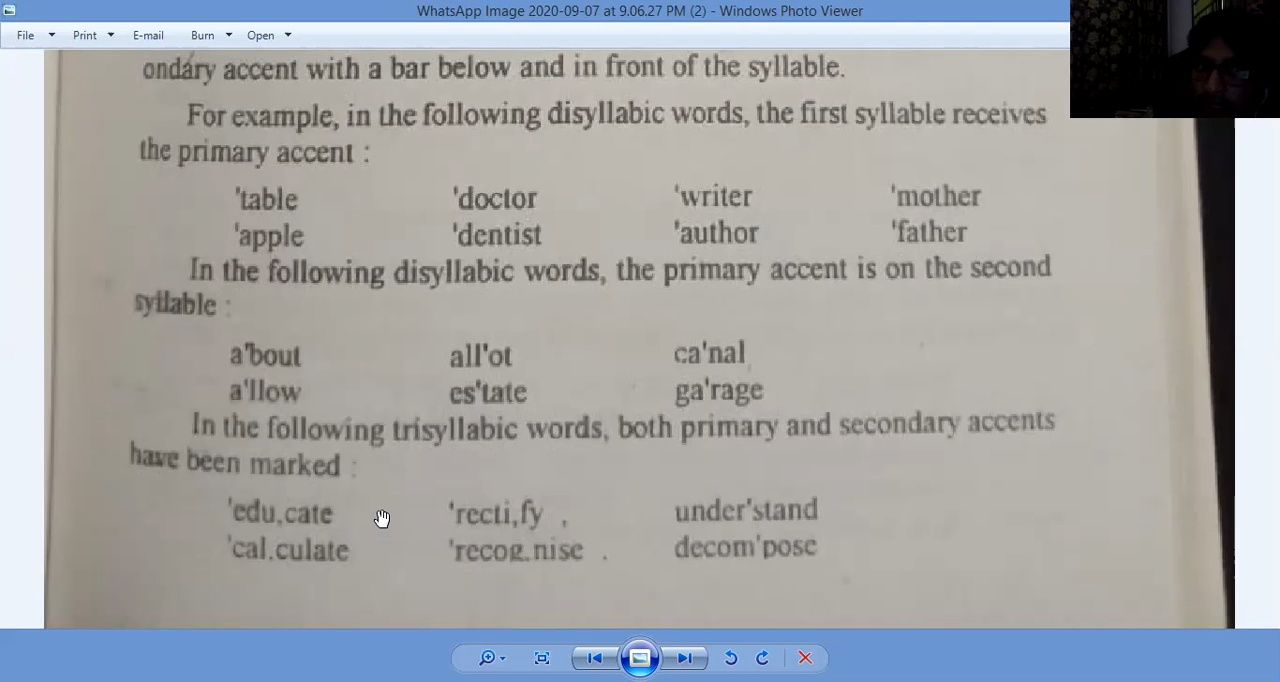 WhatsApp Image 2020-09-07 at 9.06.27 PM (2) - Windows Photo Viewer
File Print E-mail Burn Open
ondary accent with a bar below and in front of the syllable.
For example, in the following disyllabic words, the first syllable receives
the primary accent :
'table 'doctor 'writer 'mother
'apple 'dentist 'author 'father
In the following disyllabic words, the primary accent is on the second
syllable :
a'bout all'ot ca'nal
a'llow es'tate ga'rage
In the following trisyllabic words, both primary and secondary accents
have been marked :
'edu,cate 'recti,fy , under'stand
'cal.culate 'recog.nise . decom'pose